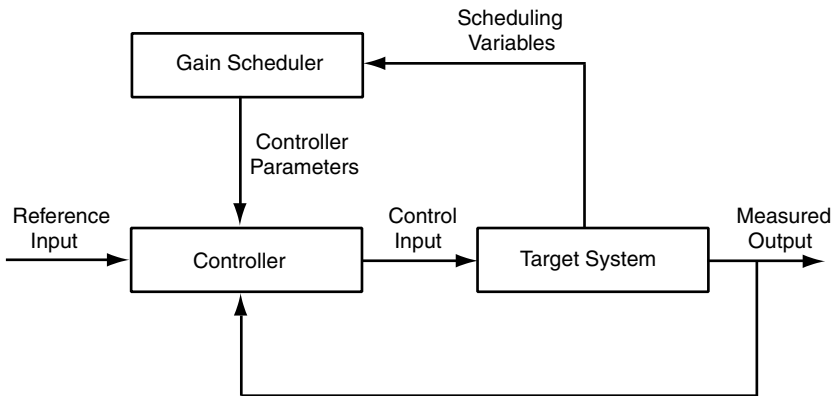 Scheduling
Variables
Gain Scheduler
Controller
Parameters
Reference
Input
Controller
Control
Input
Target System
Measured
Output